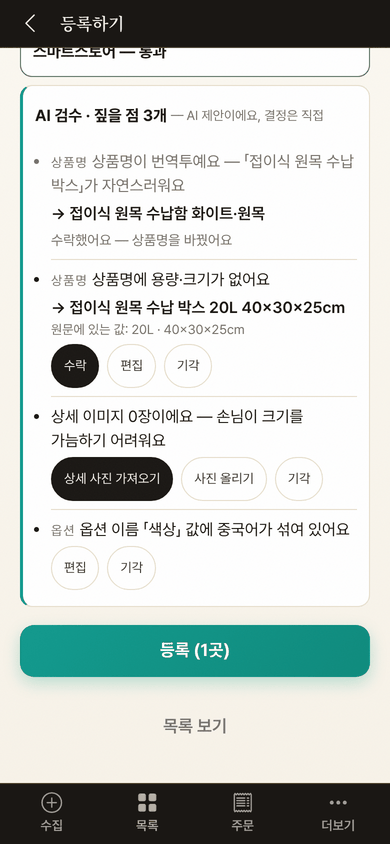 등록하기
스마트스토어 — 통과
AI 검수 · 짚을 점 3개 — AI 제안이에요, 결정은 직접
상품명 상품명이 번역투예요 — 「접이식 원목 수납
박스」가 자연스러워요
→ 접이식 원목 수납함 화이트·원목
수락했어요 — 상품명을 바꿨어요
상품명 상품명에 용량·크기가 없어요
→ 접이식 원목 수납 박스 20L 40×30×25cm
원문에 있는 값: 20L · 40×30×25cm
수락 편집 기각
상세 이미지 0장이에요 — 손님이 크기를
가늠하기 어려워요
상세 사진 가져오기 사진 올리기 기각
옵션 옵션 이름 「색상」 값에 중국어가 섞여 있어요
편집 기각
등록 (1곳)
목록 보기
수집 목록 주문 더보기